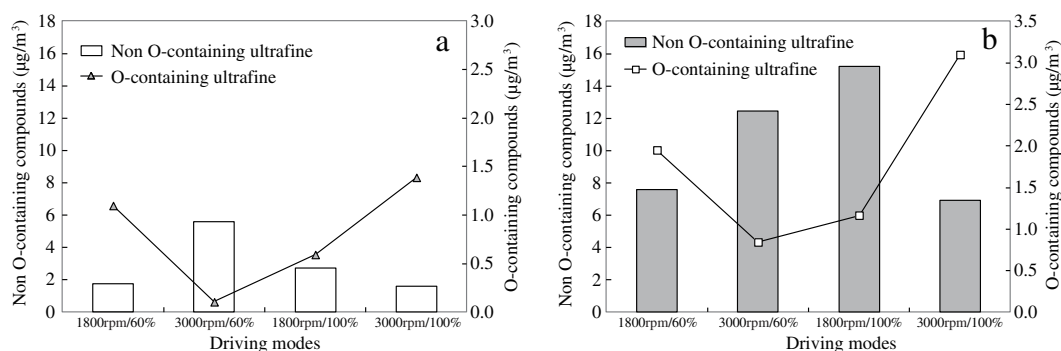 18
16
14
12
10
8
6
4
2
0
Non O-containing compounds (μg/m³)
3.0
2.5
2.0
1.5
1.0
0.5
0.0
O-containing compounds (μg/m³)
a
Non O-containing ultrafine
O-containing ultrafine
1800rpm/60% 3000rpm/60% 1800rpm/100% 3000rpm/100%
Driving modes
18
16
14
12
10
8
6
4
2
0
Non O-containing compounds (μg/m³)
3.5
3.0
2.5
2.0
1.5
1.0
0.5
0.0
O-containing compounds (μg/m³)
b
Non O-containing ultrafine
O-containing ultrafine
1800rpm/60% 3000rpm/60% 1800rpm/100% 3000rpm/100%
Driving modes